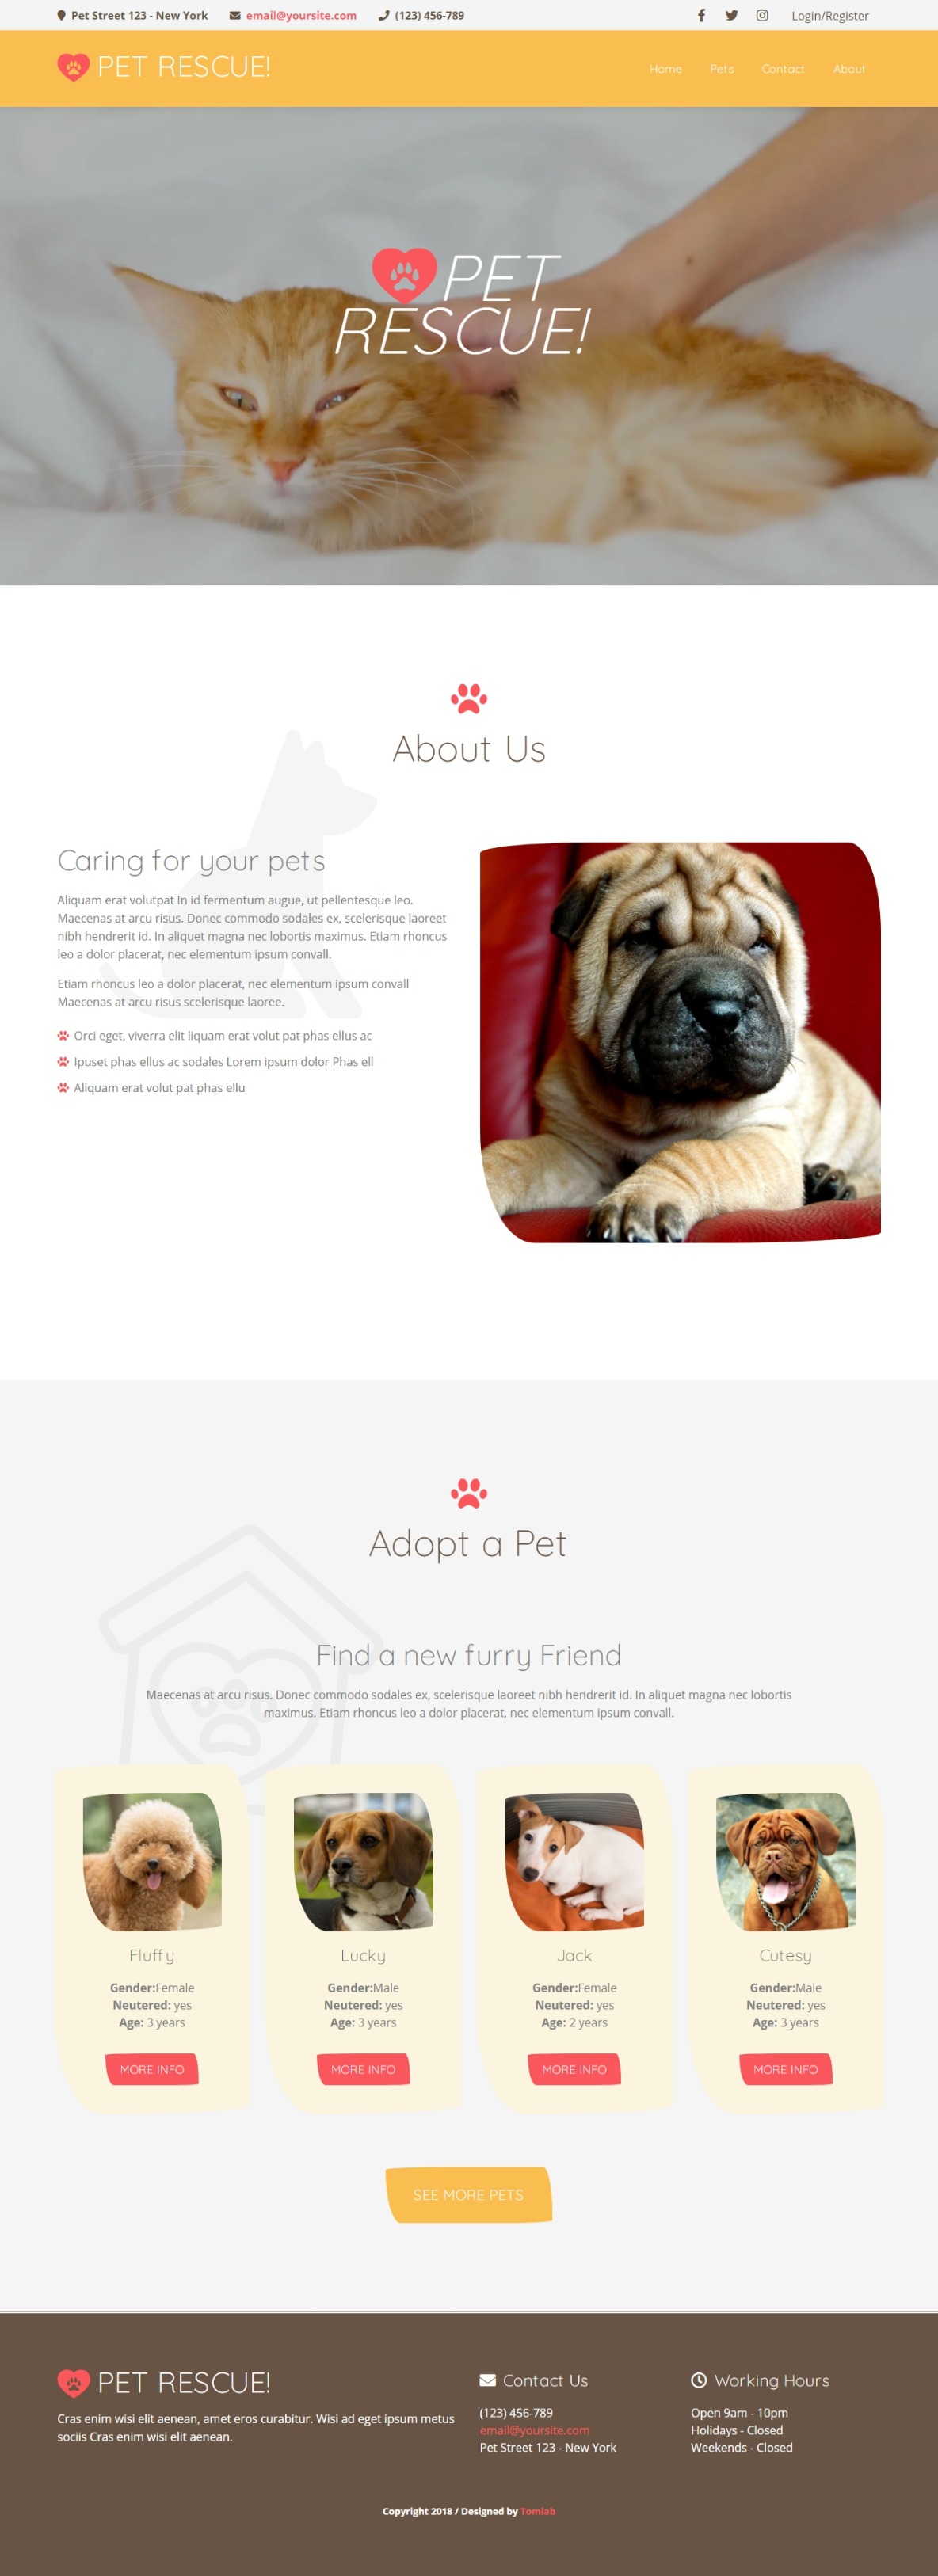 Pet Street 123 - New York email@yoursite.com (123) 456-789 Login/Register
PET RESCUE! Home Pets Contact About
PET
RESCUE!
About Us
Caring for your pets
Aliquam erat volutpat In id fermentum augue, ut pellentesque leo.
Maecenas at arcu risus. Donec commodo sodales ex, scelerisque laoreet
nibh hendrerit id. In aliquet magna nec lobortis maximus. Etiam rhoncus
leo a dolor placerat, nec elementum ipsum convall.
Etiam rhoncus leo a dolor placerat, nec elementum ipsum convall
Maecenas at arcu risus scelerisque laoree.
Orci eget, viverra elit liquam erat volut pat phas ellus ac
Ipuset phas ellus ac sodales Lorem ipsum dolor Phas ell
Aliquam erat volut pat phas ellu
Adopt a Pet
Find a new furry Friend
Maecenas at arcu risus. Donec commodo sodales ex, scelerisque laoreet nibh hendrerit id. In aliquet magna nec lobortis
maximus. Etiam rhoncus leo a dolor placerat, nec elementum ipsum convall.
Fluffy
Gender:Female
Neutered: yes
Age: 3 years
MORE INFO
Lucky
Gender:Male
Neutered: yes
Age: 3 years
MORE INFO
Jack
Gender:Female
Neutered: yes
Age: 2 years
MORE INFO
Cutesy
Gender:Male
Neutered: yes
Age: 3 years
MORE INFO
SEE MORE PETS
PET RESCUE!
Cras enim wisi elit aenean, amet eros curabitur. Wisi ad eget ipsum metus
sociis Cras enim wisi elit aenean.
Contact Us
(123) 456-789
email@yoursite.com
Pet Street 123 - New York
Working Hours
Open 9am - 10pm
Holidays - Closed
Weekends - Closed
Copyright 2018 / Designed by Tomlab